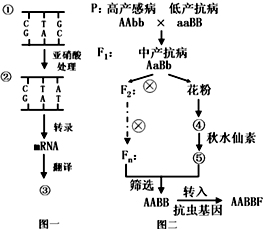 ①
C T G
G A C
亚硝酸
处理
②
C T A
G A T
转录
mRNA
翻译
③
图一
P: 高产感病 低产抗病
AAbb × aaBB
F₁: 中产抗病
AaBb
F₂: 花粉
④
秋水仙素
Fn: ⑤
筛选
转入
AABB AABBF
抗虫基因
图二